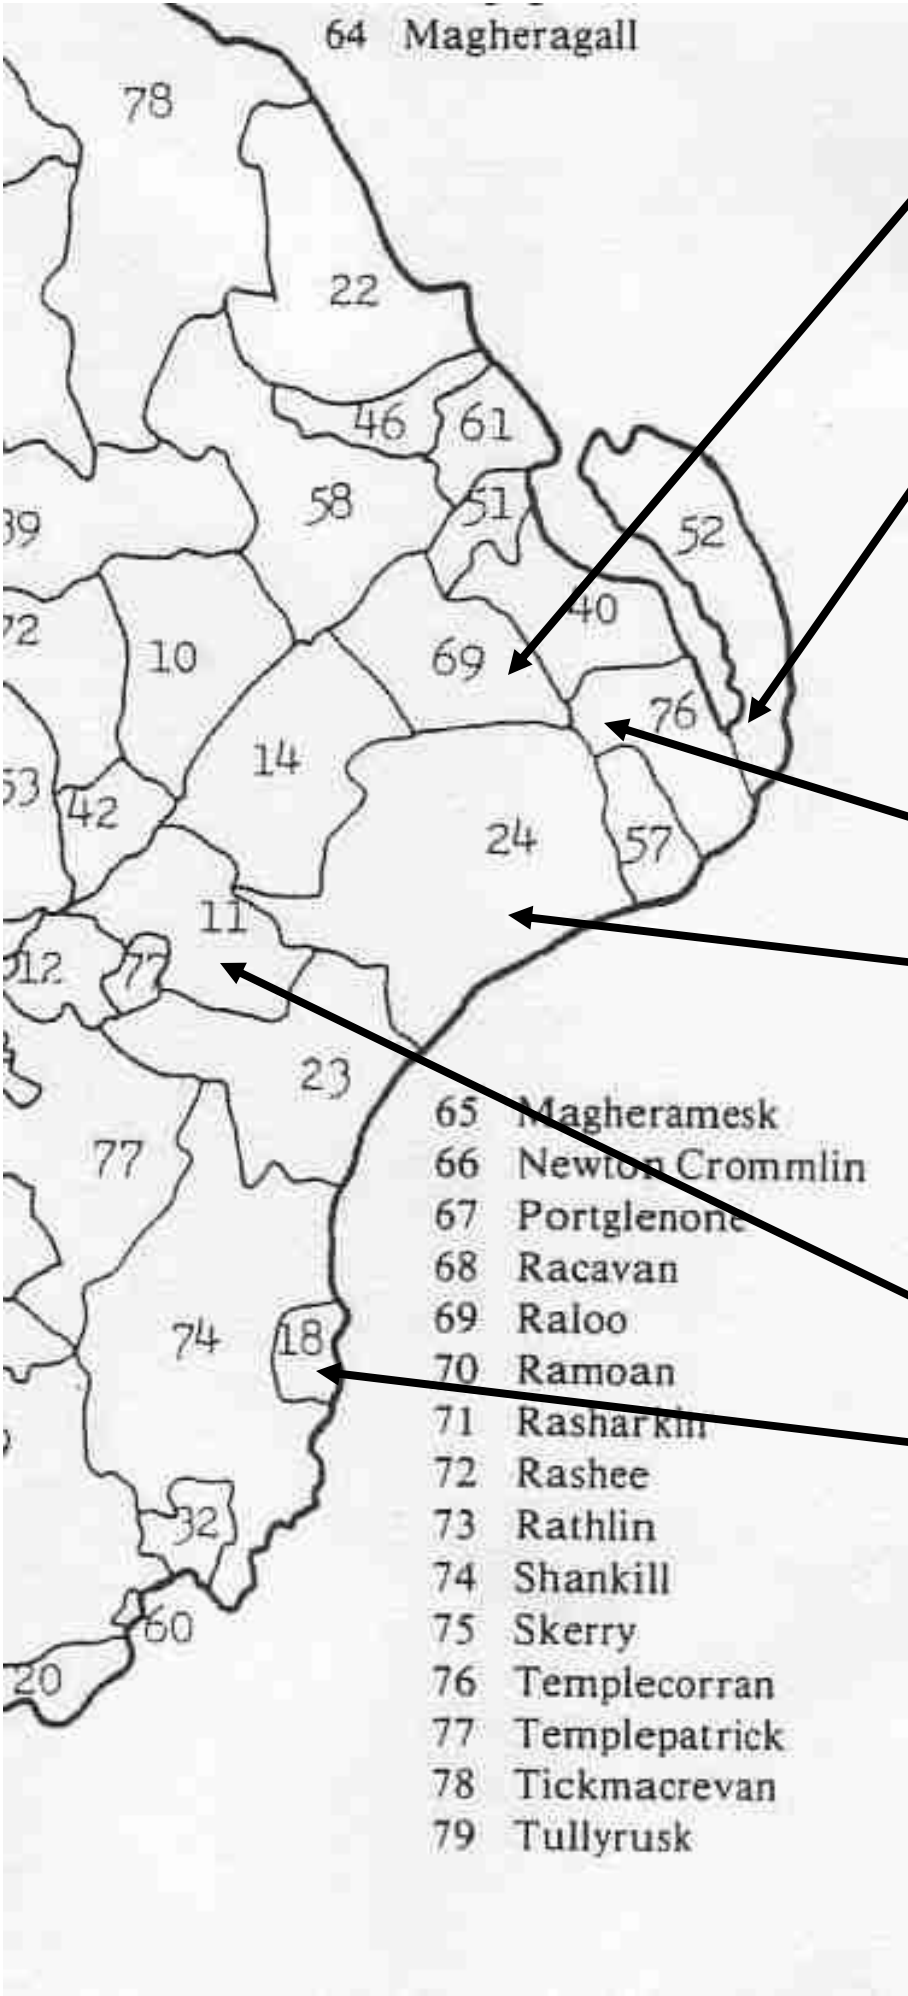 64 Magheragall
78
22
46 61
51
58
52
39
40
72
10
69
76
14
53
42
24
57
11
12
77
23
65 Magheramesk
77
66 Newton Crommlin
67 Portglenone
68 Racavan
69 Raloo
74 18
70 Ramoan
71 Rasharkin
72 Rashee
32
73 Rathlin
74 Shankill
60
75 Skerry
20
76 Templecorran
77 Templepatrick
78 Tickmacrevan
79 Tullyrusk